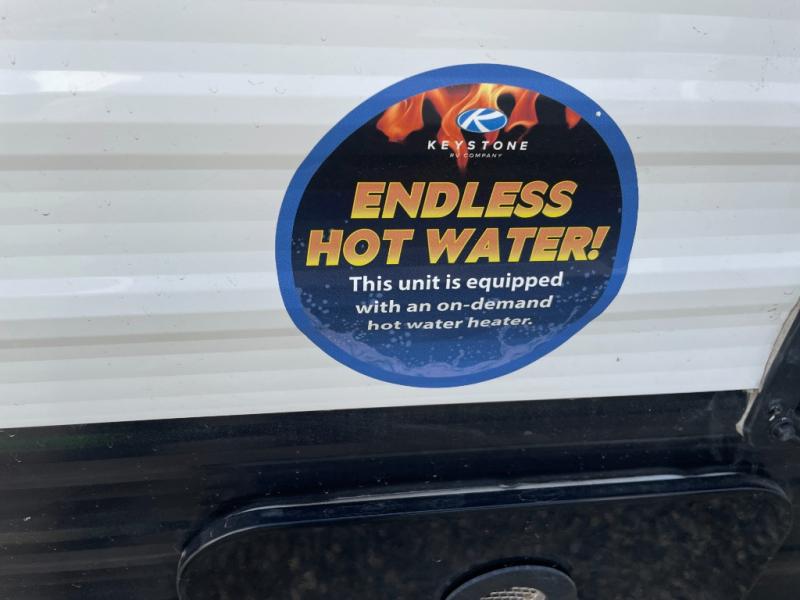 K
KEYSTONE
RV COMPANY
ENDLESS
HOT WATER!
This unit is equipped
with an on-demand
hot water heater.